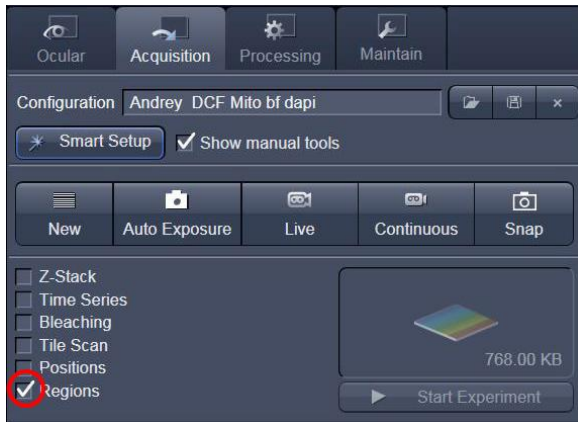 Ocular Acquisition Processing Maintain
Configuration Andrey DCF Mito bf dapi
Smart Setup Show manual tools
New Auto Exposure Live Continuous Snap
Z-Stack
Time Series
Bleaching
Tile Scan
Positions
768.00 KB
Regions
Start Experiment